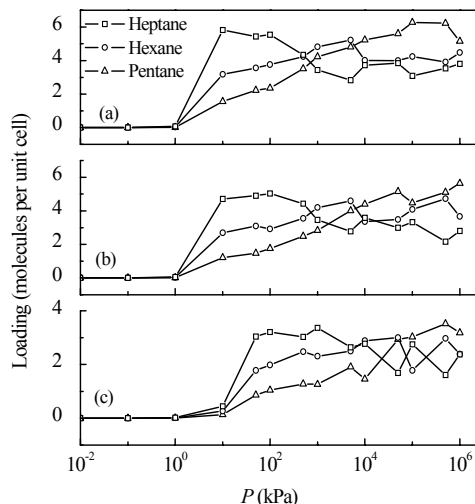 6
4
2
0
Heptane
Hexane
Pentane
(a)
6
4
2
0
(b)
4
2
0
(c)
Loading (molecules per unit cell)
10⁻² 10⁰ 10² 10⁴ 10⁶
P (kPa)